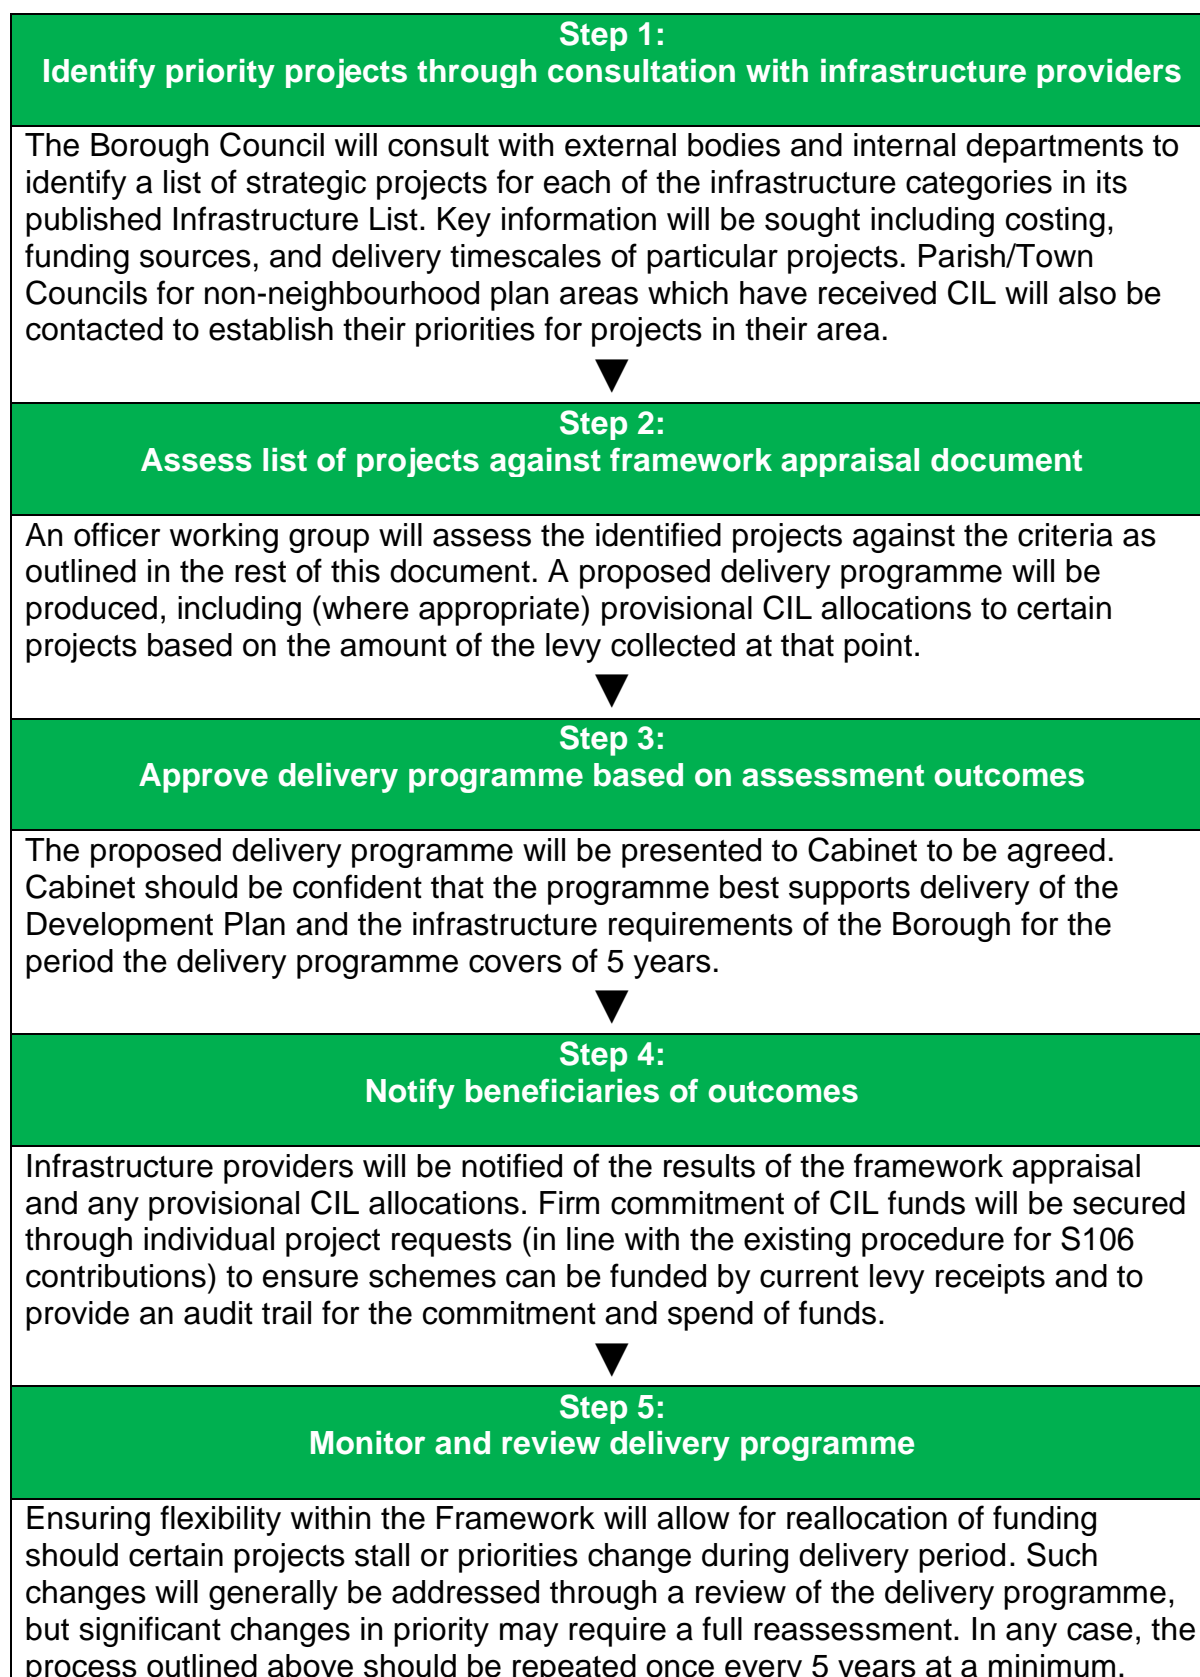 Step 1:
Identify priority projects through consultation with infrastructure providers
The Borough Council will consult with external bodies and internal departments to
identify a list of strategic projects for each of the infrastructure categories in its
published Infrastructure List. Key information will be sought including costing,
funding sources, and delivery timescales of particular projects. Parish/Town
Councils for non-neighbourhood plan areas which have received CIL will also be
contacted to establish their priorities for projects in their area.
Step 2:
Assess list of projects against framework appraisal document
An officer working group will assess the identified projects against the criteria as
outlined in the rest of this document. A proposed delivery programme will be
produced, including (where appropriate) provisional CIL allocations to certain
projects based on the amount of the levy collected at that point.
Step 3:
Approve delivery programme based on assessment outcomes
The proposed delivery programme will be presented to Cabinet to be agreed.
Cabinet should be confident that the programme best supports delivery of the
Development Plan and the infrastructure requirements of the Borough for the
period the delivery programme covers of 5 years.
Step 4:
Notify beneficiaries of outcomes
Infrastructure providers will be notified of the results of the framework appraisal
and any provisional CIL allocations. Firm commitment of CIL funds will be secured
through individual project requests (in line with the existing procedure for S106
contributions) to ensure schemes can be funded by current levy receipts and to
provide an audit trail for the commitment and spend of funds.
Step 5:
Monitor and review delivery programme
Ensuring flexibility within the Framework will allow for reallocation of funding
should certain projects stall or priorities change during delivery period. Such
changes will generally be addressed through a review of the delivery programme,
but significant changes in priority may require a full reassessment. In any case, the
process outlined above should be repeated once every 5 years at a minimum.